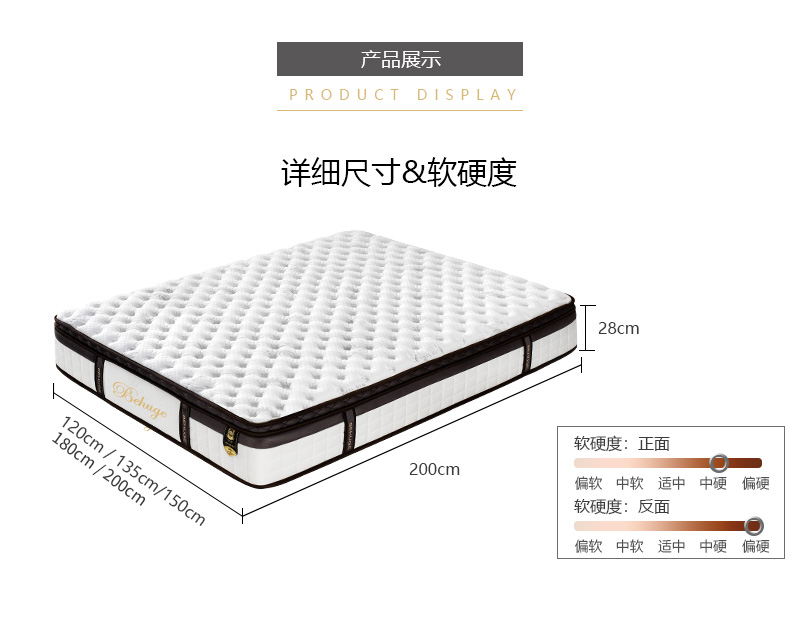 产品展示
PRODUCT DISPLAY
详细尺寸&软硬度
28cm
Behuge
120cm / 135cm/150cm
180cm / 200cm
200cm
软硬度：正面
偏软 中软 适中 中硬 偏硬
软硬度：反面
偏软 中软 适中 中硬 偏硬